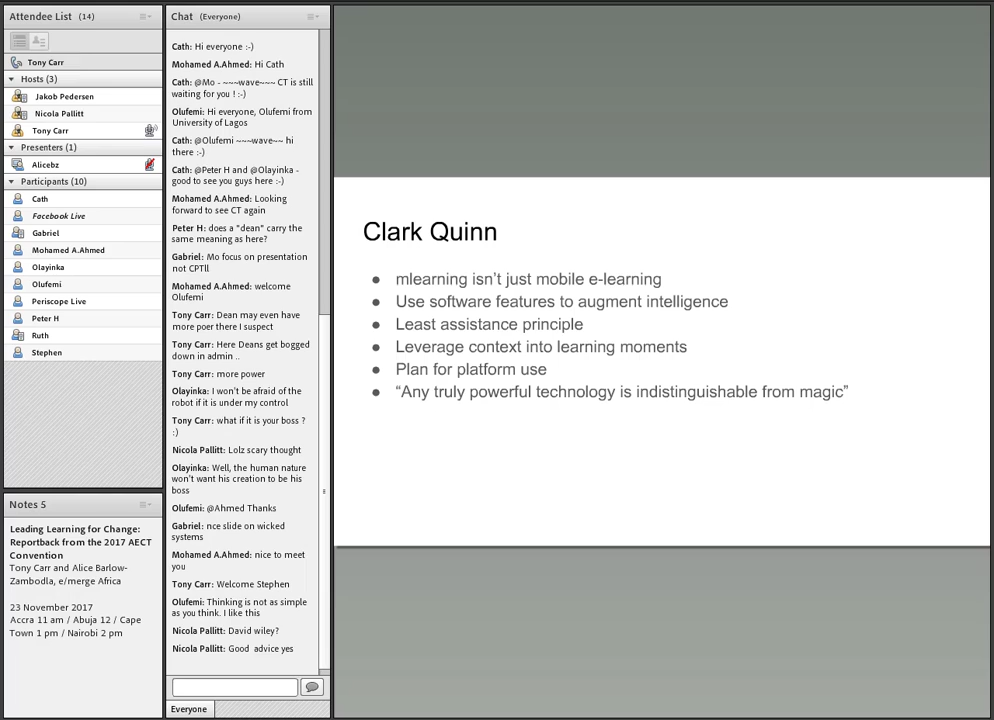 Attendee List (14)
Tony Carr
Hosts (3)
Jakob Pedersen
Nicola Pallitt
Tony Carr
Presenters (1)
Alicebz
Participants (10)
Cath
Facebook Live
Gabriel
Mohamed A.Ahmed
Olayinka
Olufemi
Periscope Live
Peter H
Ruth
Stephen
Notes 5
Leading Learning for Change:
Reportback from the 2017 AECT
Convention
Tony Carr and Alice Barlow-
Zambodla, e/merge Africa
23 November 2017
Accra 11 am / Abuja 12 / Cape
Town 1 pm / Nairobi 2 pm
Chat (Everyone)
Cath: Hi everyone :-)
Mohamed A.Ahmed: Hi Cath
Cath: @Mo - ~~~wave~~~ CT is still
waiting for you ! :-)
Olufemi: Hi everyone, Olufemi from
University of Lagos
Cath: @Olufemi ~~~wave~~ hi
there :-)
Cath: @Peter H and @Olayinka -
good to see you guys here :-)
Mohamed A.Ahmed: Looking
forward to see CT again
Peter H: does a "dean" carry the
same meaning as here?
Gabriel: Mo focus on presentation
not CPTll
Mohamed A.Ahmed: welcome
Olufemi
Tony Carr: Dean may even have
more poer there I suspect
Tony Carr: Here Deans get bogged
down in admin ..
Tony Carr: more power
Olayinka: I won't be afraid of the
robot if it is under my control
Tony Carr: what if it is your boss ?
:)
Nicola Pallitt: Lolz scary thought
Olayinka: Well, the human nature
won't want his creation to be his
boss
Olufemi: @Ahmed Thanks
Gabriel: nce slide on wicked
systems
Mohamed A.Ahmed: nice to meet
you
Tony Carr: Welcome Stephen
Olufemi: Thinking is not as simple
as you think. I like this
Nicola Pallitt: David wiley?
Nicola Pallitt: Good advice yes
Everyone
Clark Quinn
● mlearning isn’t just mobile e-learning
● Use software features to augment intelligence
● Least assistance principle
● Leverage context into learning moments
● Plan for platform use
● “Any truly powerful technology is indistinguishable from magic”